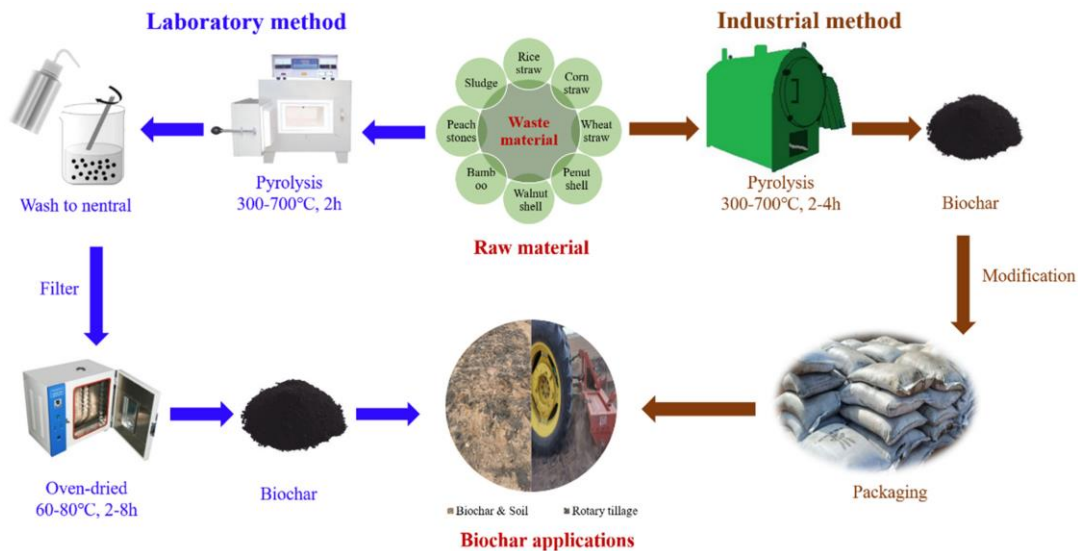 Laboratory method
Industrial method
Rice
straw
Corn
straw
Wheat
straw
Penut
shell
Walnut
shell
Bamb
oo
Peach
stones
Sludge
Waste
material
Raw material
Pyrolysis
300-700℃, 2h
Wash to nentral
Filter
Oven-dried
60-80℃, 2-8h
Biochar
Pyrolysis
300-700℃, 2-4h
Biochar
Modification
Packaging
Biochar & Soil
Rotary tillage
Biochar applications